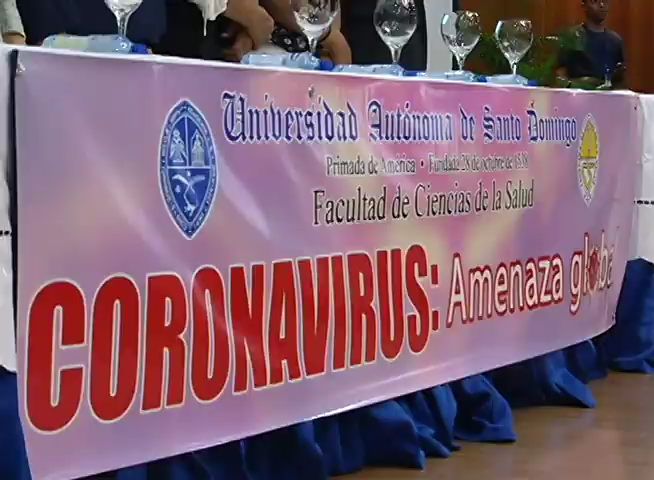 Universidad Autónoma de Santo Domingo
Primada de América • Fundada 28 de octubre de 1538
Facultad de Ciencias de la Salud
CORONAVIRUS: Amenaza global